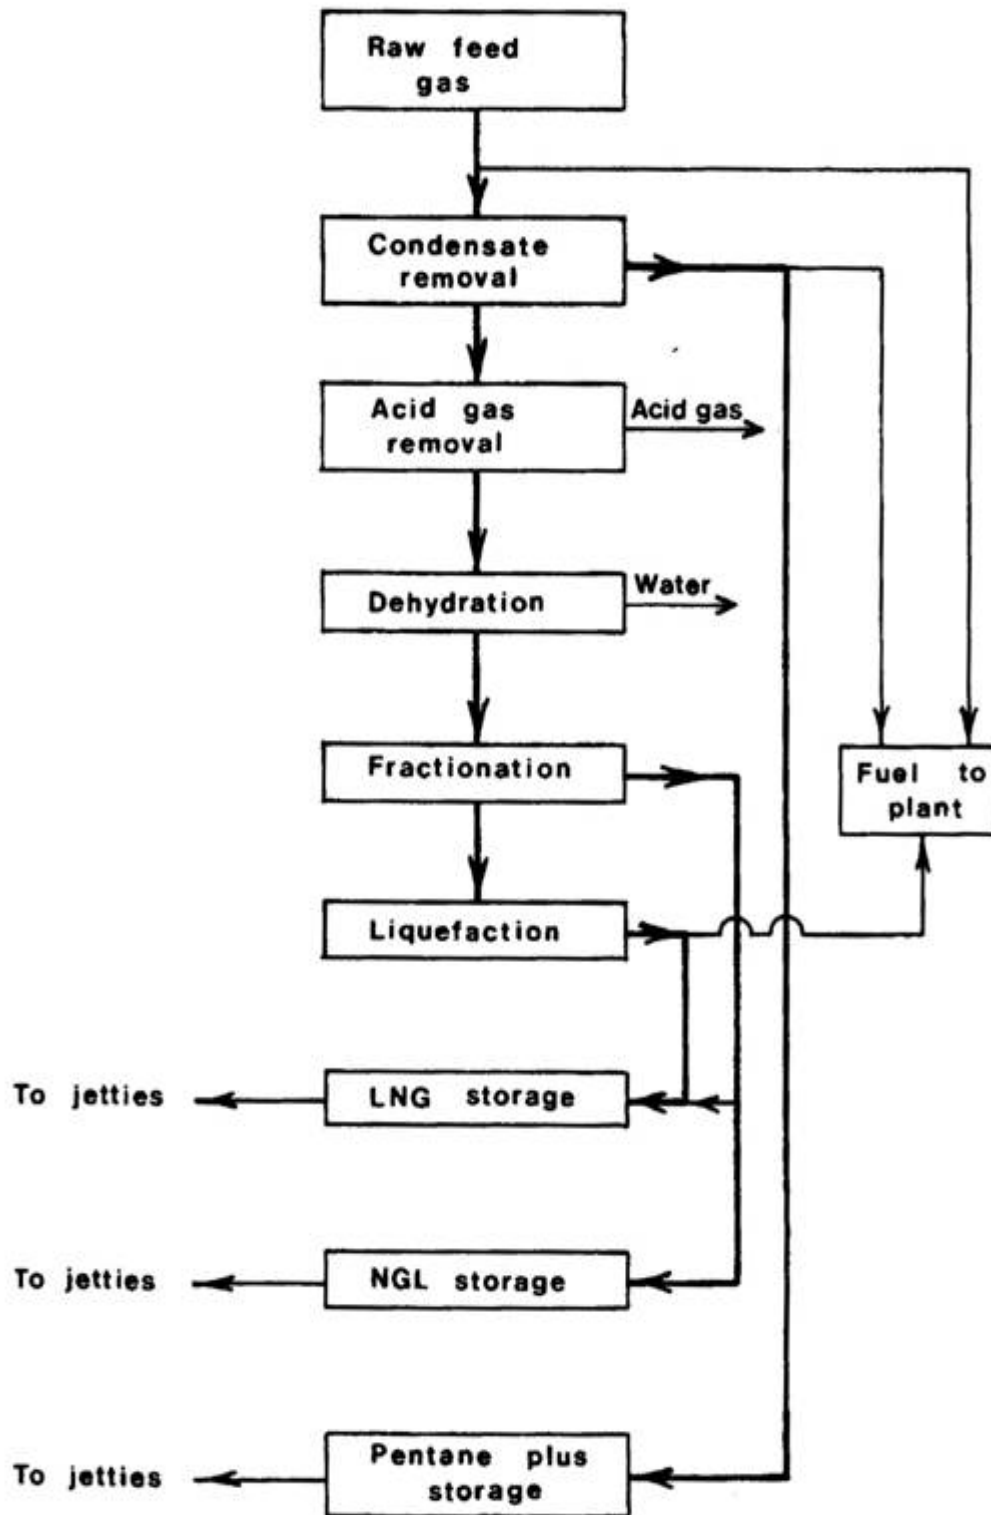 Raw feed
gas
Condensate
removal
Acid gas
removal
Acid gas
Dehydration
Water
Fractionation
Fuel to
plant
Liquefaction
To jetties
LNG storage
To jetties
NGL storage
To jetties
Pentane plus
storage